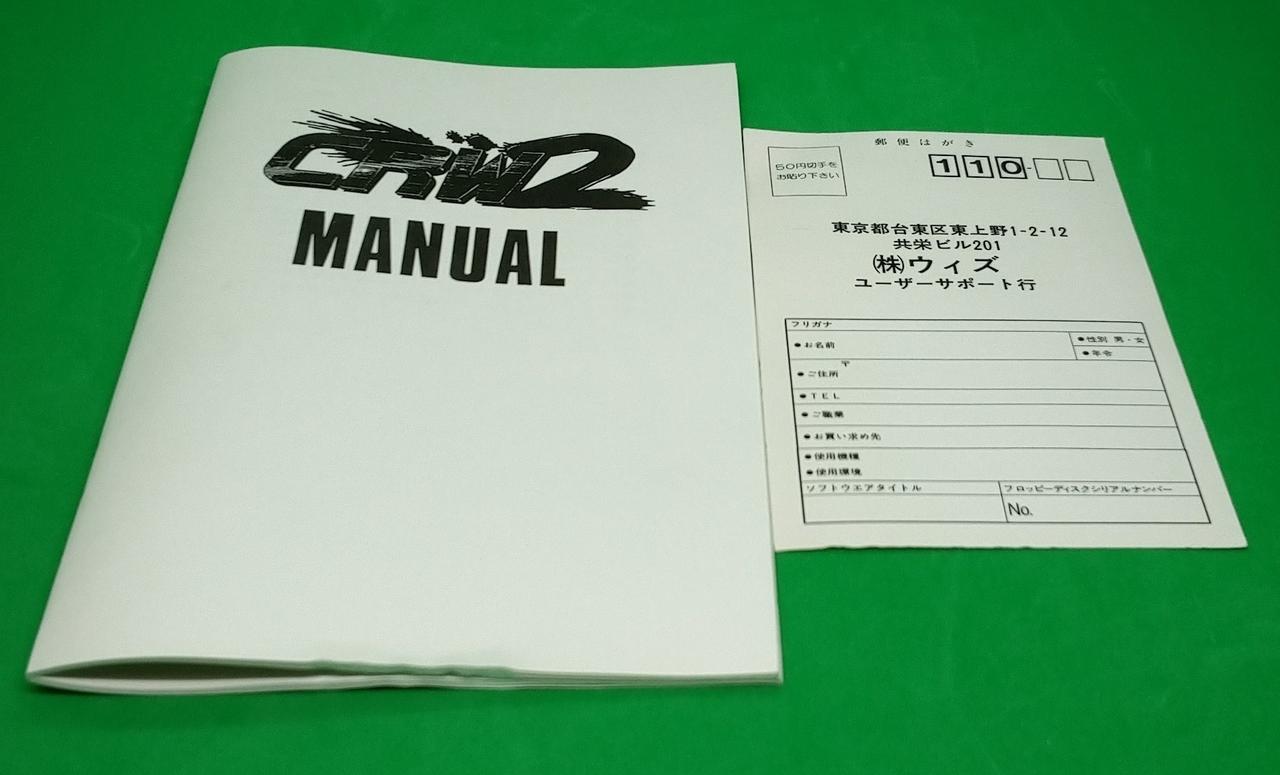 CRW2
MANUAL
郵便はがき
50円切手を
お貼り下さい
110-
東京都台東区東上野1-2-12
共栄ビル201
㈱ウィズ
ユーザーサポート行
フリガナ
●お名前
●性別 男・女
●年令
〒
●ご住所
●TEL
●ご職業
●お買い求め先
●使用機種
●使用環境
ソフトウエアタイトル
フロッピーディスクシリアルナンバー
No.